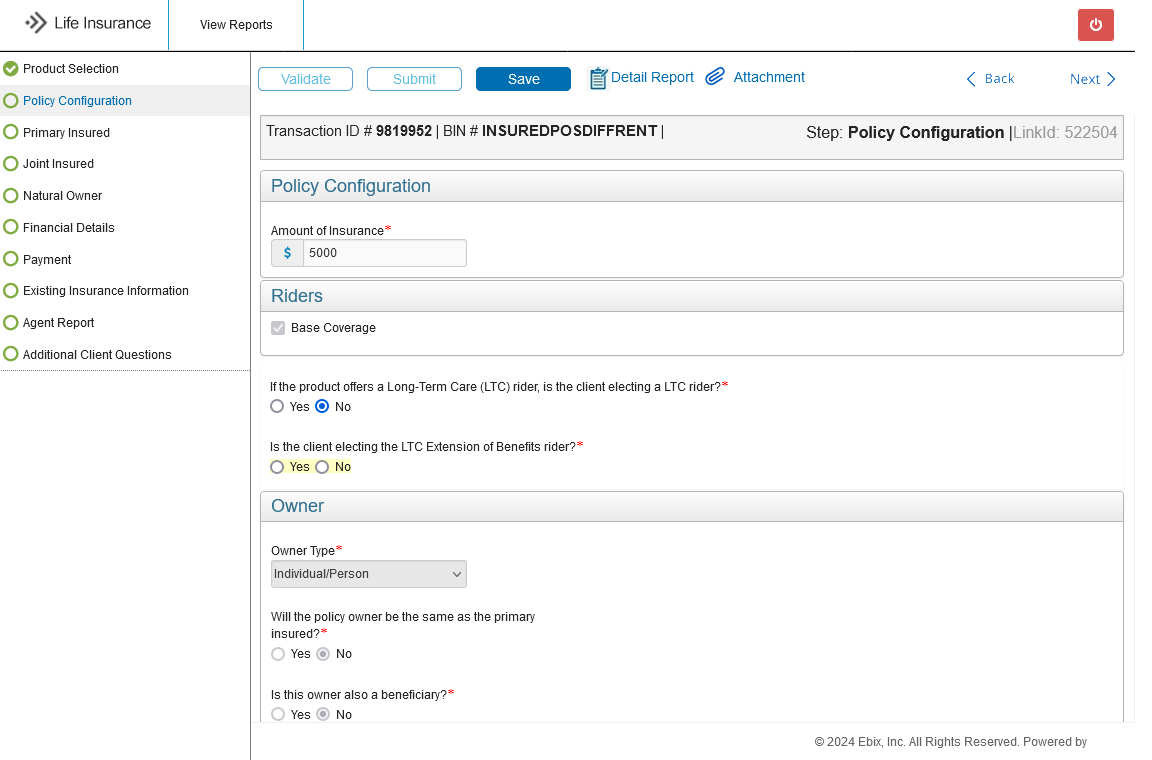 Life Insurance
View Reports
Product Selection
Policy Configuration
Primary Insured
Joint Insured
Natural Owner
Financial Details
Payment
Existing Insurance Information
Agent Report
Additional Client Questions
Validate
Submit
Save
Detail Report
Attachment
Back
Next
Transaction ID # 9819952 | BIN # INSUREDPOSDIFFRENT |
Step: Policy Configuration |LinkId: 522504
Policy Configuration
Amount of Insurance*
$ 5000
Riders
Base Coverage
If the product offers a Long-Term Care (LTC) rider, is the client electing a LTC rider?*
Yes No
Is the client electing the LTC Extension of Benefits rider?*
Yes No
Owner
Owner Type*
Individual/Person
Will the policy owner be the same as the primary
insured?*
Yes No
Is this owner also a beneficiary?*
Yes No
© 2024 Ebix, Inc. All Rights Reserved. Powered by